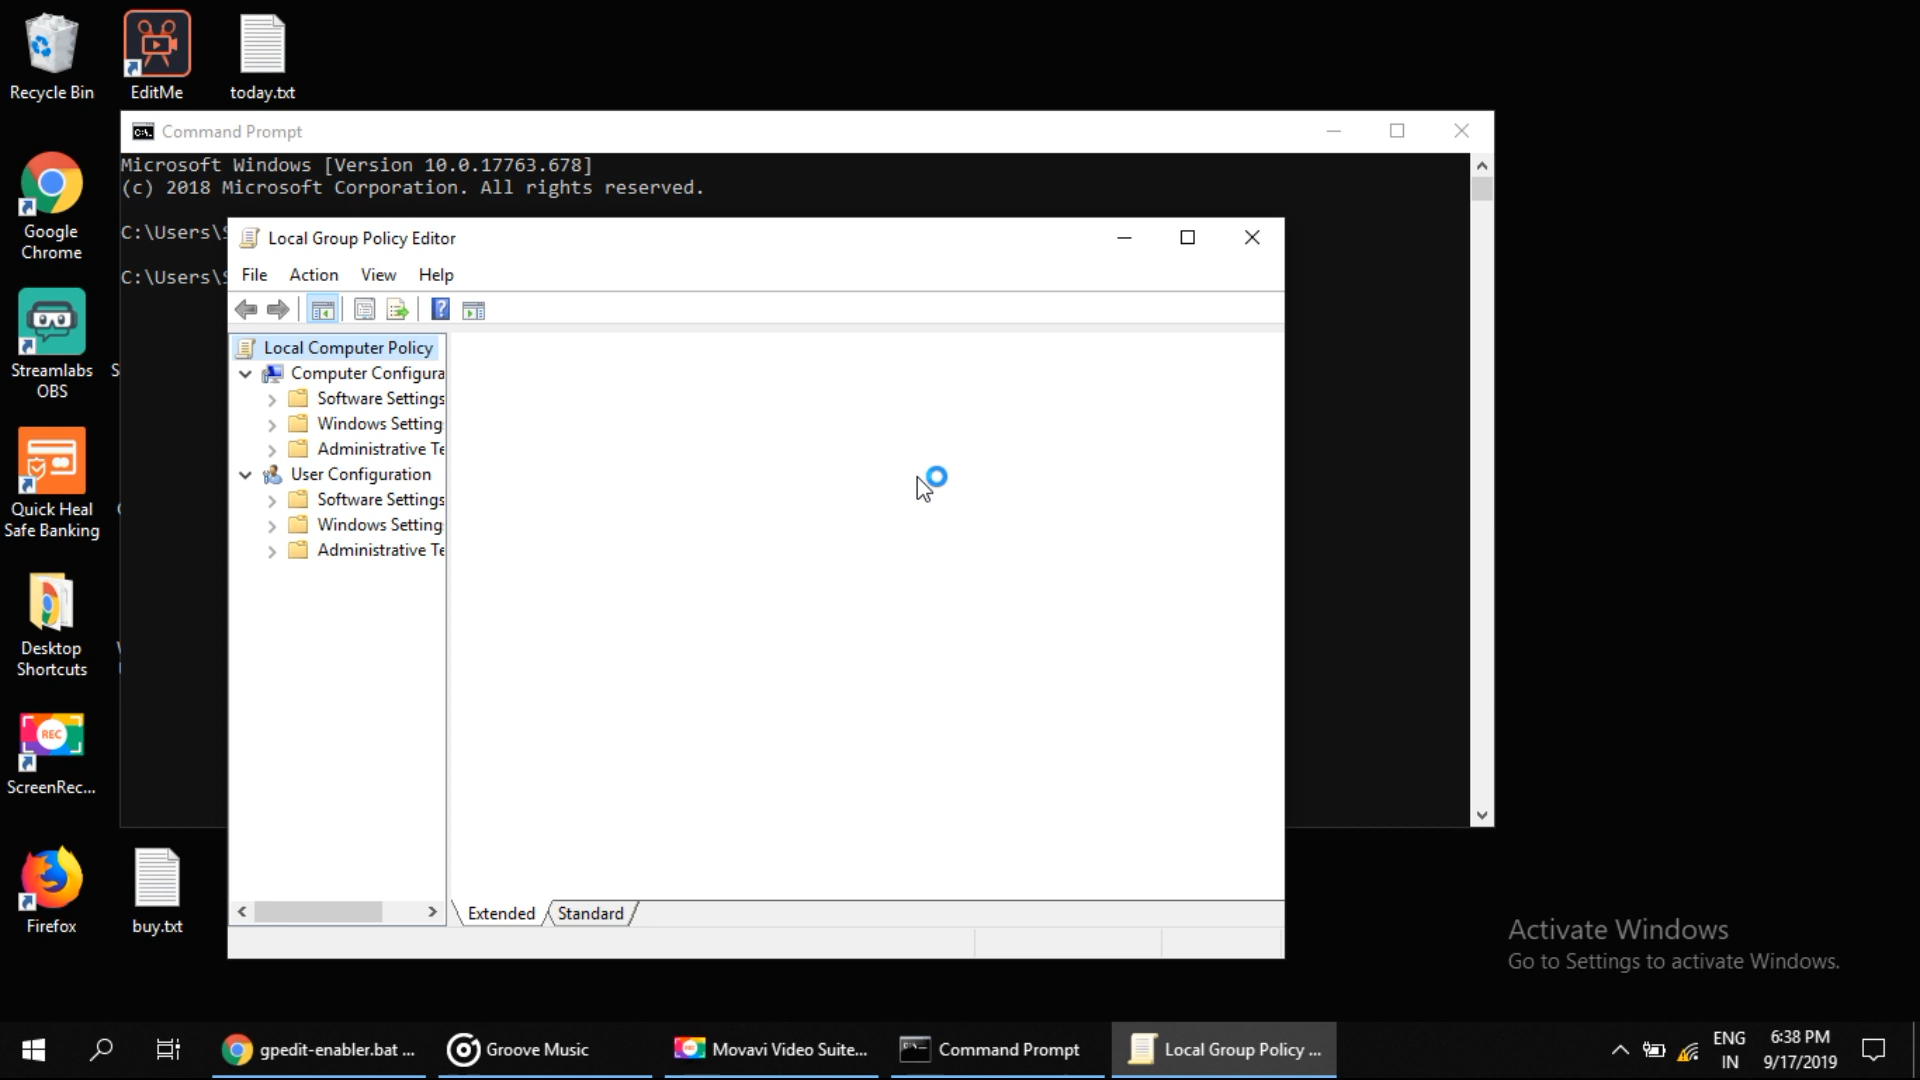 Recycle Bin
EditMe
today.txt
Command Prompt
Microsoft Windows [Version 10.0.17763.678]
(c) 2018 Microsoft Corporation. All rights reserved.
C:\Users\
C:\Users\
Local Group Policy Editor
File Action View Help
Local Computer Policy
Computer Configura
Software Settings
Windows Setting
Administrative Te
User Configuration
Software Settings
Windows Setting
Administrative Te
Extended
Standard
Google
Chrome
Streamlabs
OBS
Quick Heal
Safe Banking
Desktop
Shortcuts
REC
ScreenRec...
Firefox
buy.txt
Activate Windows
Go to Settings to activate Windows.
gpedit-enabler.bat ...
Groove Music
Movavi Video Suite...
Command Prompt
Local Group Policy ...
ENG
IN
6:38 PM
9/17/2019